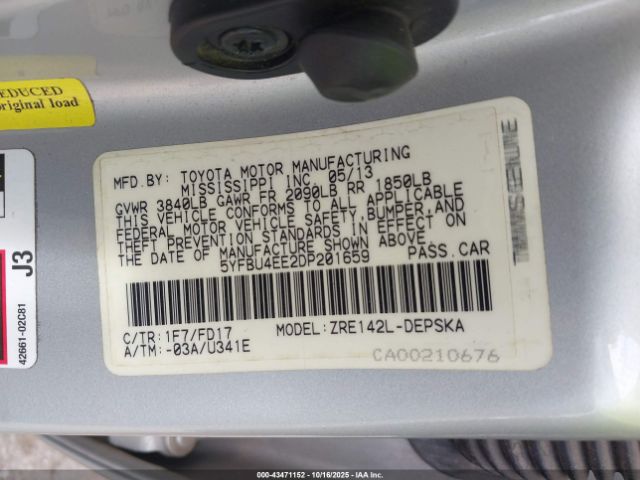 EDUCED
original load
J3
42661-02C81
MFD.BY: TOYOTA MOTOR MANUFACTURING
MISSISSIPPI INC. 05/13
GVWR 3840LB GAWR FR 2090LB RR 1850LB
THIS VEHICLE CONFORMS TO ALL APPLICABLE
FEDERAL MOTOR VEHICLE SAFETY,BUMPER,AND
THEFT PREVENTION STANDARDS IN EFFECT ON
THE DATE OF MANUFACTURE SHOWN ABOVE.
5YFBU4EE2DP201659 PASS.CAR
C/TR:1F7/FD17 MODEL:ZRE142L-DEPSKA
A/TM:-03A/U341E
CA00210676
00-43471152 | 10/16/2025 | IAA Inc.